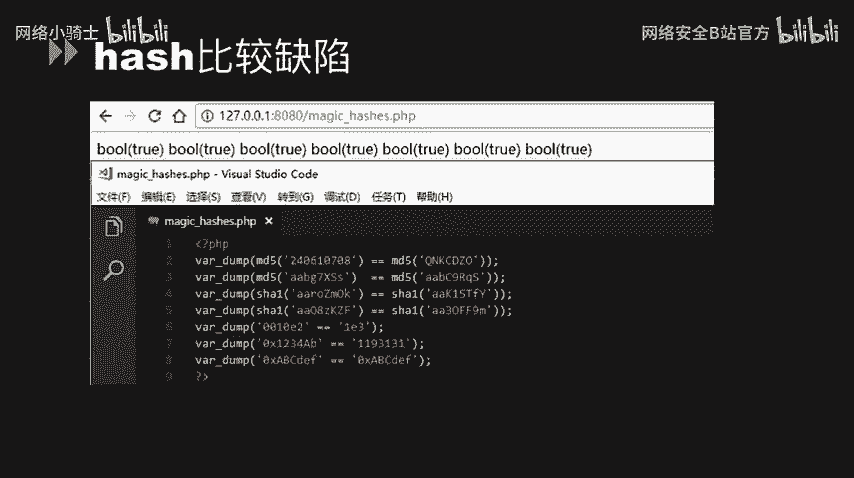 网络小骑士 bilibili
网络安全B站官方 bilibili
hash比较缺陷
127.0.0.1:8080/magic_hashes.php
bool(true) bool(true) bool(true) bool(true) bool(true) bool(true) bool(true)
magic_hashes.php - Visual Studio Code
文件(F) 编辑(E) 选择(S) 查看(V) 转到(G) 调试(D) 任务(T) 帮助(H)
magic_hashes.php ×
1 <?php
2 var_dump(md5('240610708') == md5('QNKCDZO'));
3 var_dump(md5('aabg7XSs') == md5('aabC9RqS'));
4 var_dump(sha1('aaroZmOk') == sha1('aaK1STfY'));
5 var_dump(sha1('aaO8zKZF') == sha1('aa3OFF9m'));
6 var_dump('0010e2' == '1e3');
7 var_dump('0x1234Ab' == '1193131');
8 var_dump('0xABCdef' == '0xABCdef');
9 ?>